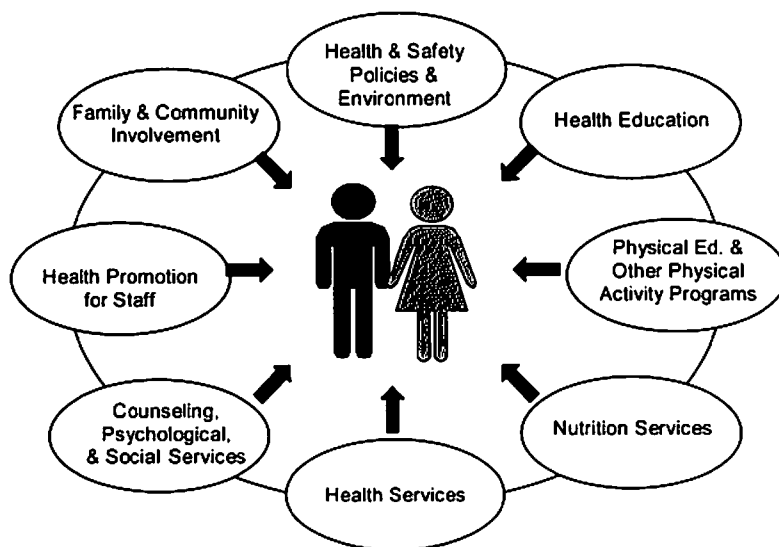 Health & Safety
Policies &
Environment
Health Education
Physical Ed. &
Other Physical
Activity Programs
Nutrition Services
Health Services
Counseling,
Psychological,
& Social Services
Health Promotion
for Staff
Family & Community
Involvement